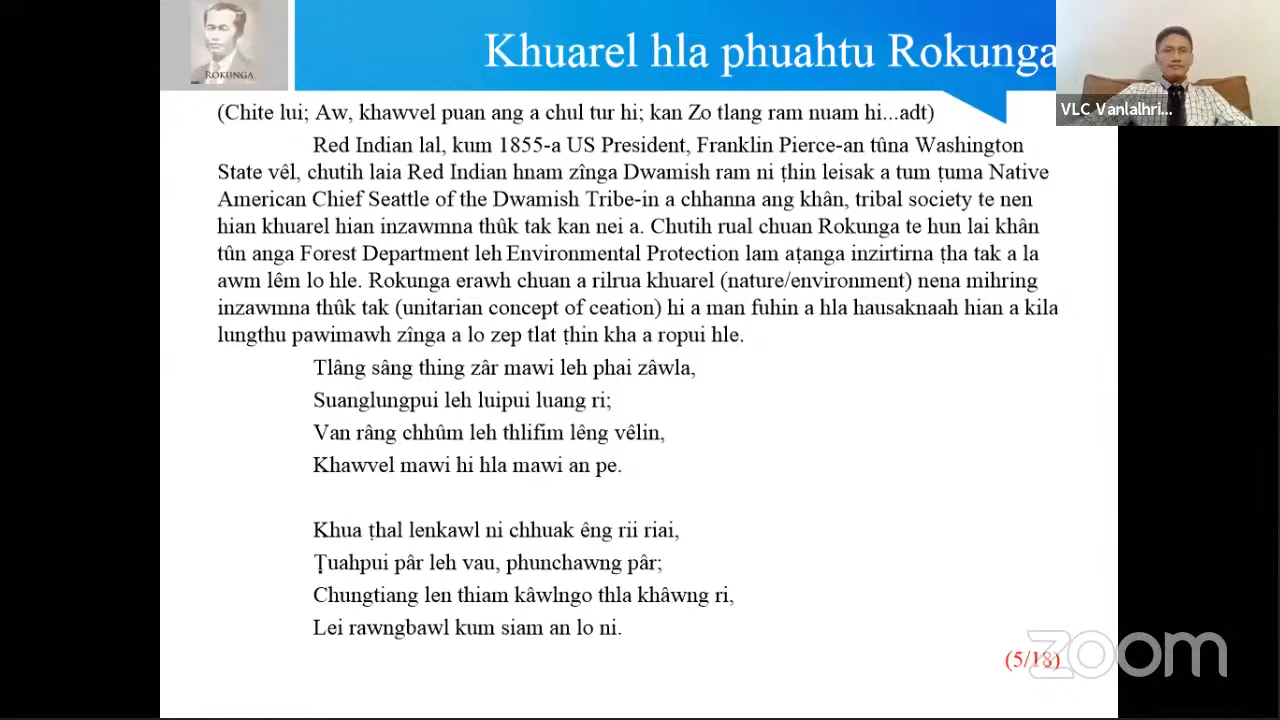 ROKUNGA
Khuarel hla phuahtu Rokunga
VLC Vanlalhri...
(Chite lui; Aw, khawvel puan ang a chul tur hi; kan Zo tlang ram nuam hi...adt)
Red Indian lal, kum 1855-a US President, Franklin Pierce-an tûna Washington
State vêl, chutih laia Red Indian hnam zînga Dwamish ram ni ṭhin leisak a tum ṭuma Native
American Chief Seattle of the Dwamish Tribe-in a chhanna ang khân, tribal society te nen
hian khuarel hian inzawmna thûk tak kan nei a. Chutih rual chuan Rokunga te hun lai khân
tûn anga Forest Department leh Environmental Protection lam aṭanga inzirtirna ṭha tak a la
awm lêm lo hle. Rokunga erawh chuan a rilrua khuarel (nature/environment) nena mihring
inzawmna thûk tak (unitarian concept of ceation) hi a man fuhin a hla hausaknaah hian a kila
lungthu pawimawh zînga a lo zep tlat ṭhin kha a ropui hle.
Tlâng sâng thing zâr mawi leh phai zâwla,
Suanglungpui leh luipui luang ri;
Van râng chhûm leh thlifim lêng vêlin,
Khawvel mawi hi hla mawi an pe.
Khua ṭhal lenkawl ni chhuak êng rii riai,
Ṭuahpui pâr leh vau, phunchawng pâr;
Chungtiang len thiam kâwlngo thla khâwng ri,
Lei rawngbawl kum siam an lo ni.
(5/18)
zoom